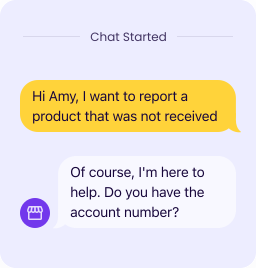 Chat Started
Hi Amy, I want to report a
product that was not received
Of course, I'm here to
help. Do you have the
account number?